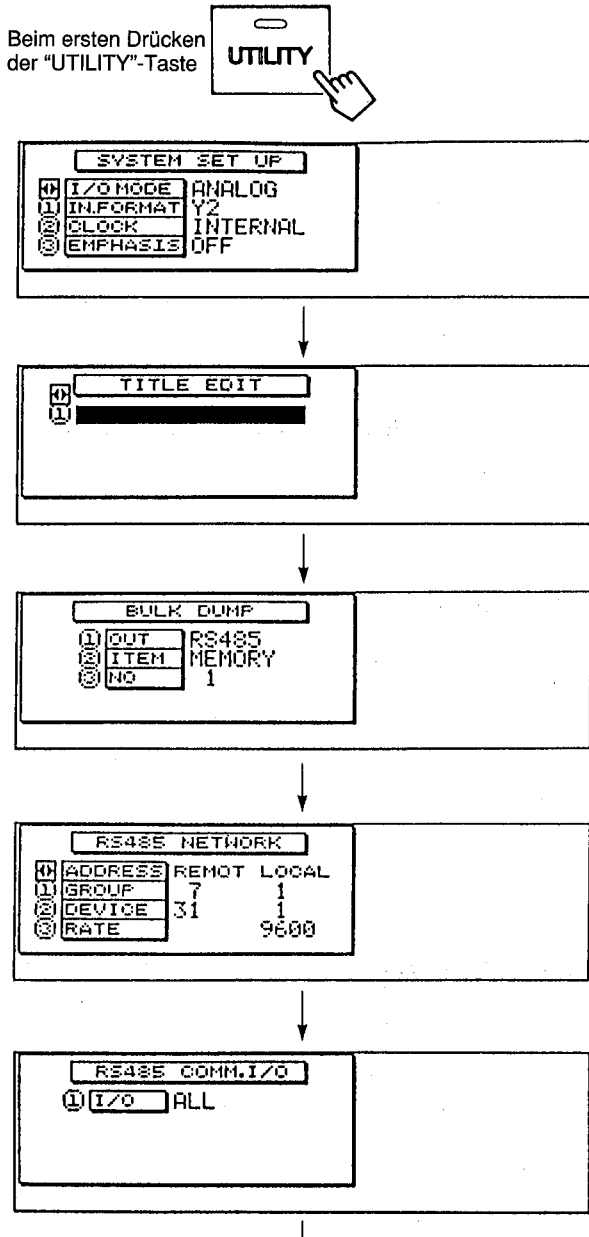 Beim ersten Drücken
der “UTILITY”-Taste
UTILITY
SYSTEM SET UP
I/O MODE ANALOG
① IN.FORMAT Y2
② CLOCK INTERNAL
③ EMPHASIS OFF
TITLE EDIT
①
BULK DUMP
① OUT RS485
② ITEM MEMORY
③ NO 1
RS485 NETWORK
ADDRESS REMOT LOCAL
① GROUP 7 1
② DEVICE 31 1
③ RATE 9600
RS485 COMM.I/O
① I/O ALL